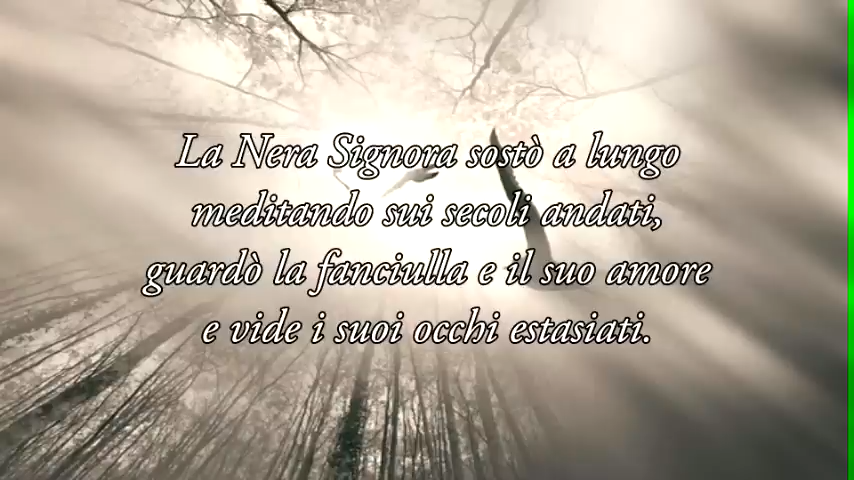 La Nera Signora sostò a lungo
meditando sui secoli andati,
guardò la fanciulla e il suo amore
e vide i suoi occhi estasiati.